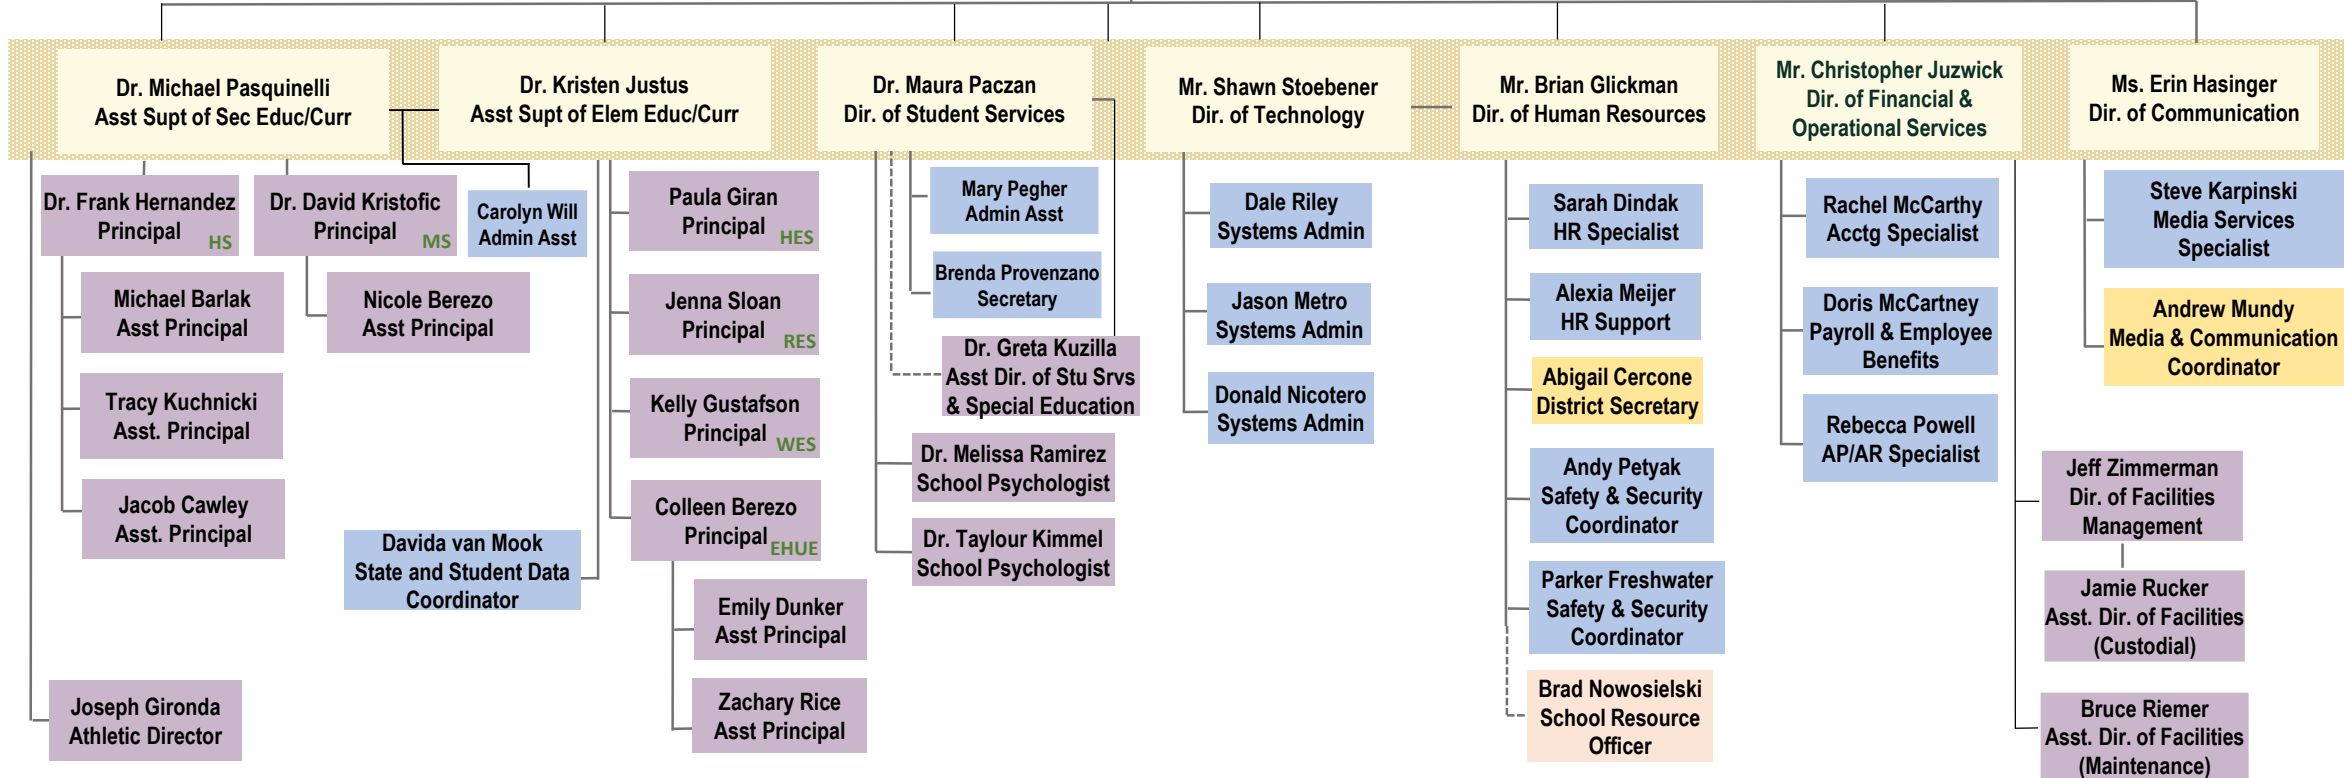 Dr. Michael Pasquinelli
Asst Supt of Sec Educ/Curr
Dr. Kristen Justus
Asst Supt of Elem Educ/Curr
Dr. Maura Paczan
Dir. of Student Services
Mr. Shawn Stoebener
Dir. of Technology
Mr. Brian Glickman
Dir. of Human Resources
Mr. Christopher Juzwick
Dir. of Financial &
Operational Services
Ms. Erin Hasinger
Dir. of Communication
Dr. Frank Hernandez
Principal HS
Michael Barlak
Asst Principal
Tracy Kuchnicki
Asst. Principal
Jacob Cawley
Asst. Principal
Joseph Gironda
Athletic Director
Dr. David Kristofic
Principal MS
Nicole Berezo
Asst Principal
Carolyn Will
Admin Asst
Davida van Mook
State and Student Data
Coordinator
Paula Giran
Principal HES
Jenna Sloan
Principal RES
Kelly Gustafson
Principal WES
Colleen Berezo
Principal EHUE
Emily Dunker
Asst Principal
Zachary Rice
Asst Principal
Mary Pegher
Admin Asst
Brenda Provenzano
Secretary
Dr. Greta Kuzilla
Asst Dir. of Stu Srvs
& Special Education
Dr. Melissa Ramirez
School Psychologist
Dr. Taylour Kimmel
School Psychologist
Dale Riley
Systems Admin
Jason Metro
Systems Admin
Donald Nicotero
Systems Admin
Sarah Dindak
HR Specialist
Alexia Meijer
HR Support
Abigail Cercone
District Secretary
Andy Petyak
Safety & Security
Coordinator
Parker Freshwater
Safety & Security
Coordinator
Brad Nowosielski
School Resource
Officer
Rachel McCarthy
Acctg Specialist
Doris McCartney
Payroll & Employee
Benefits
Rebecca Powell
AP/AR Specialist
Jeff Zimmerman
Dir. of Facilities
Management
Jamie Rucker
Asst. Dir. of Facilities
(Custodial)
Bruce Riemer
Asst. Dir. of Facilities
(Maintenance)
Steve Karpinski
Media Services
Specialist
Andrew Mundy
Media & Communication
Coordinator